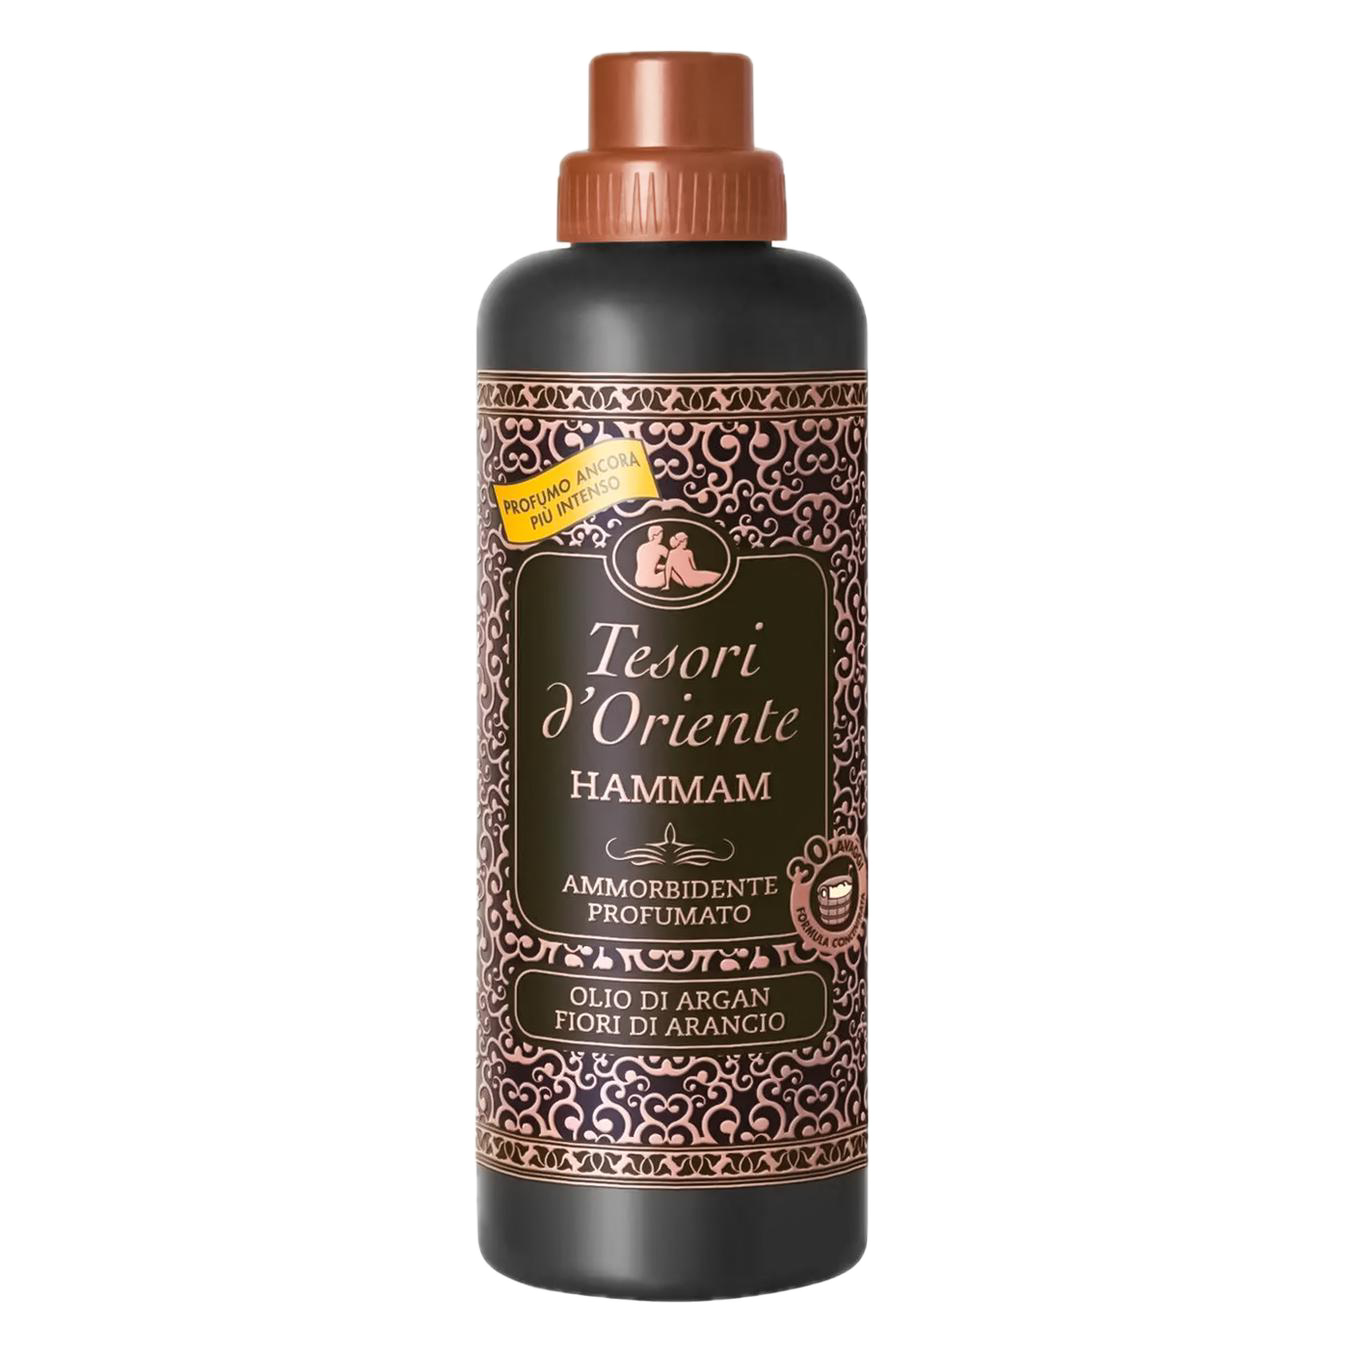 PROFUMO ANCORA
PIÙ INTENSO
Tesori
d'Oriente
HAMMAM
30 LAVAGGI
FORMULA CONCENTRATA
AMMORBIDENTE
PROFUMATO
OLIO DI ARGAN
FIORI DI ARANCIO